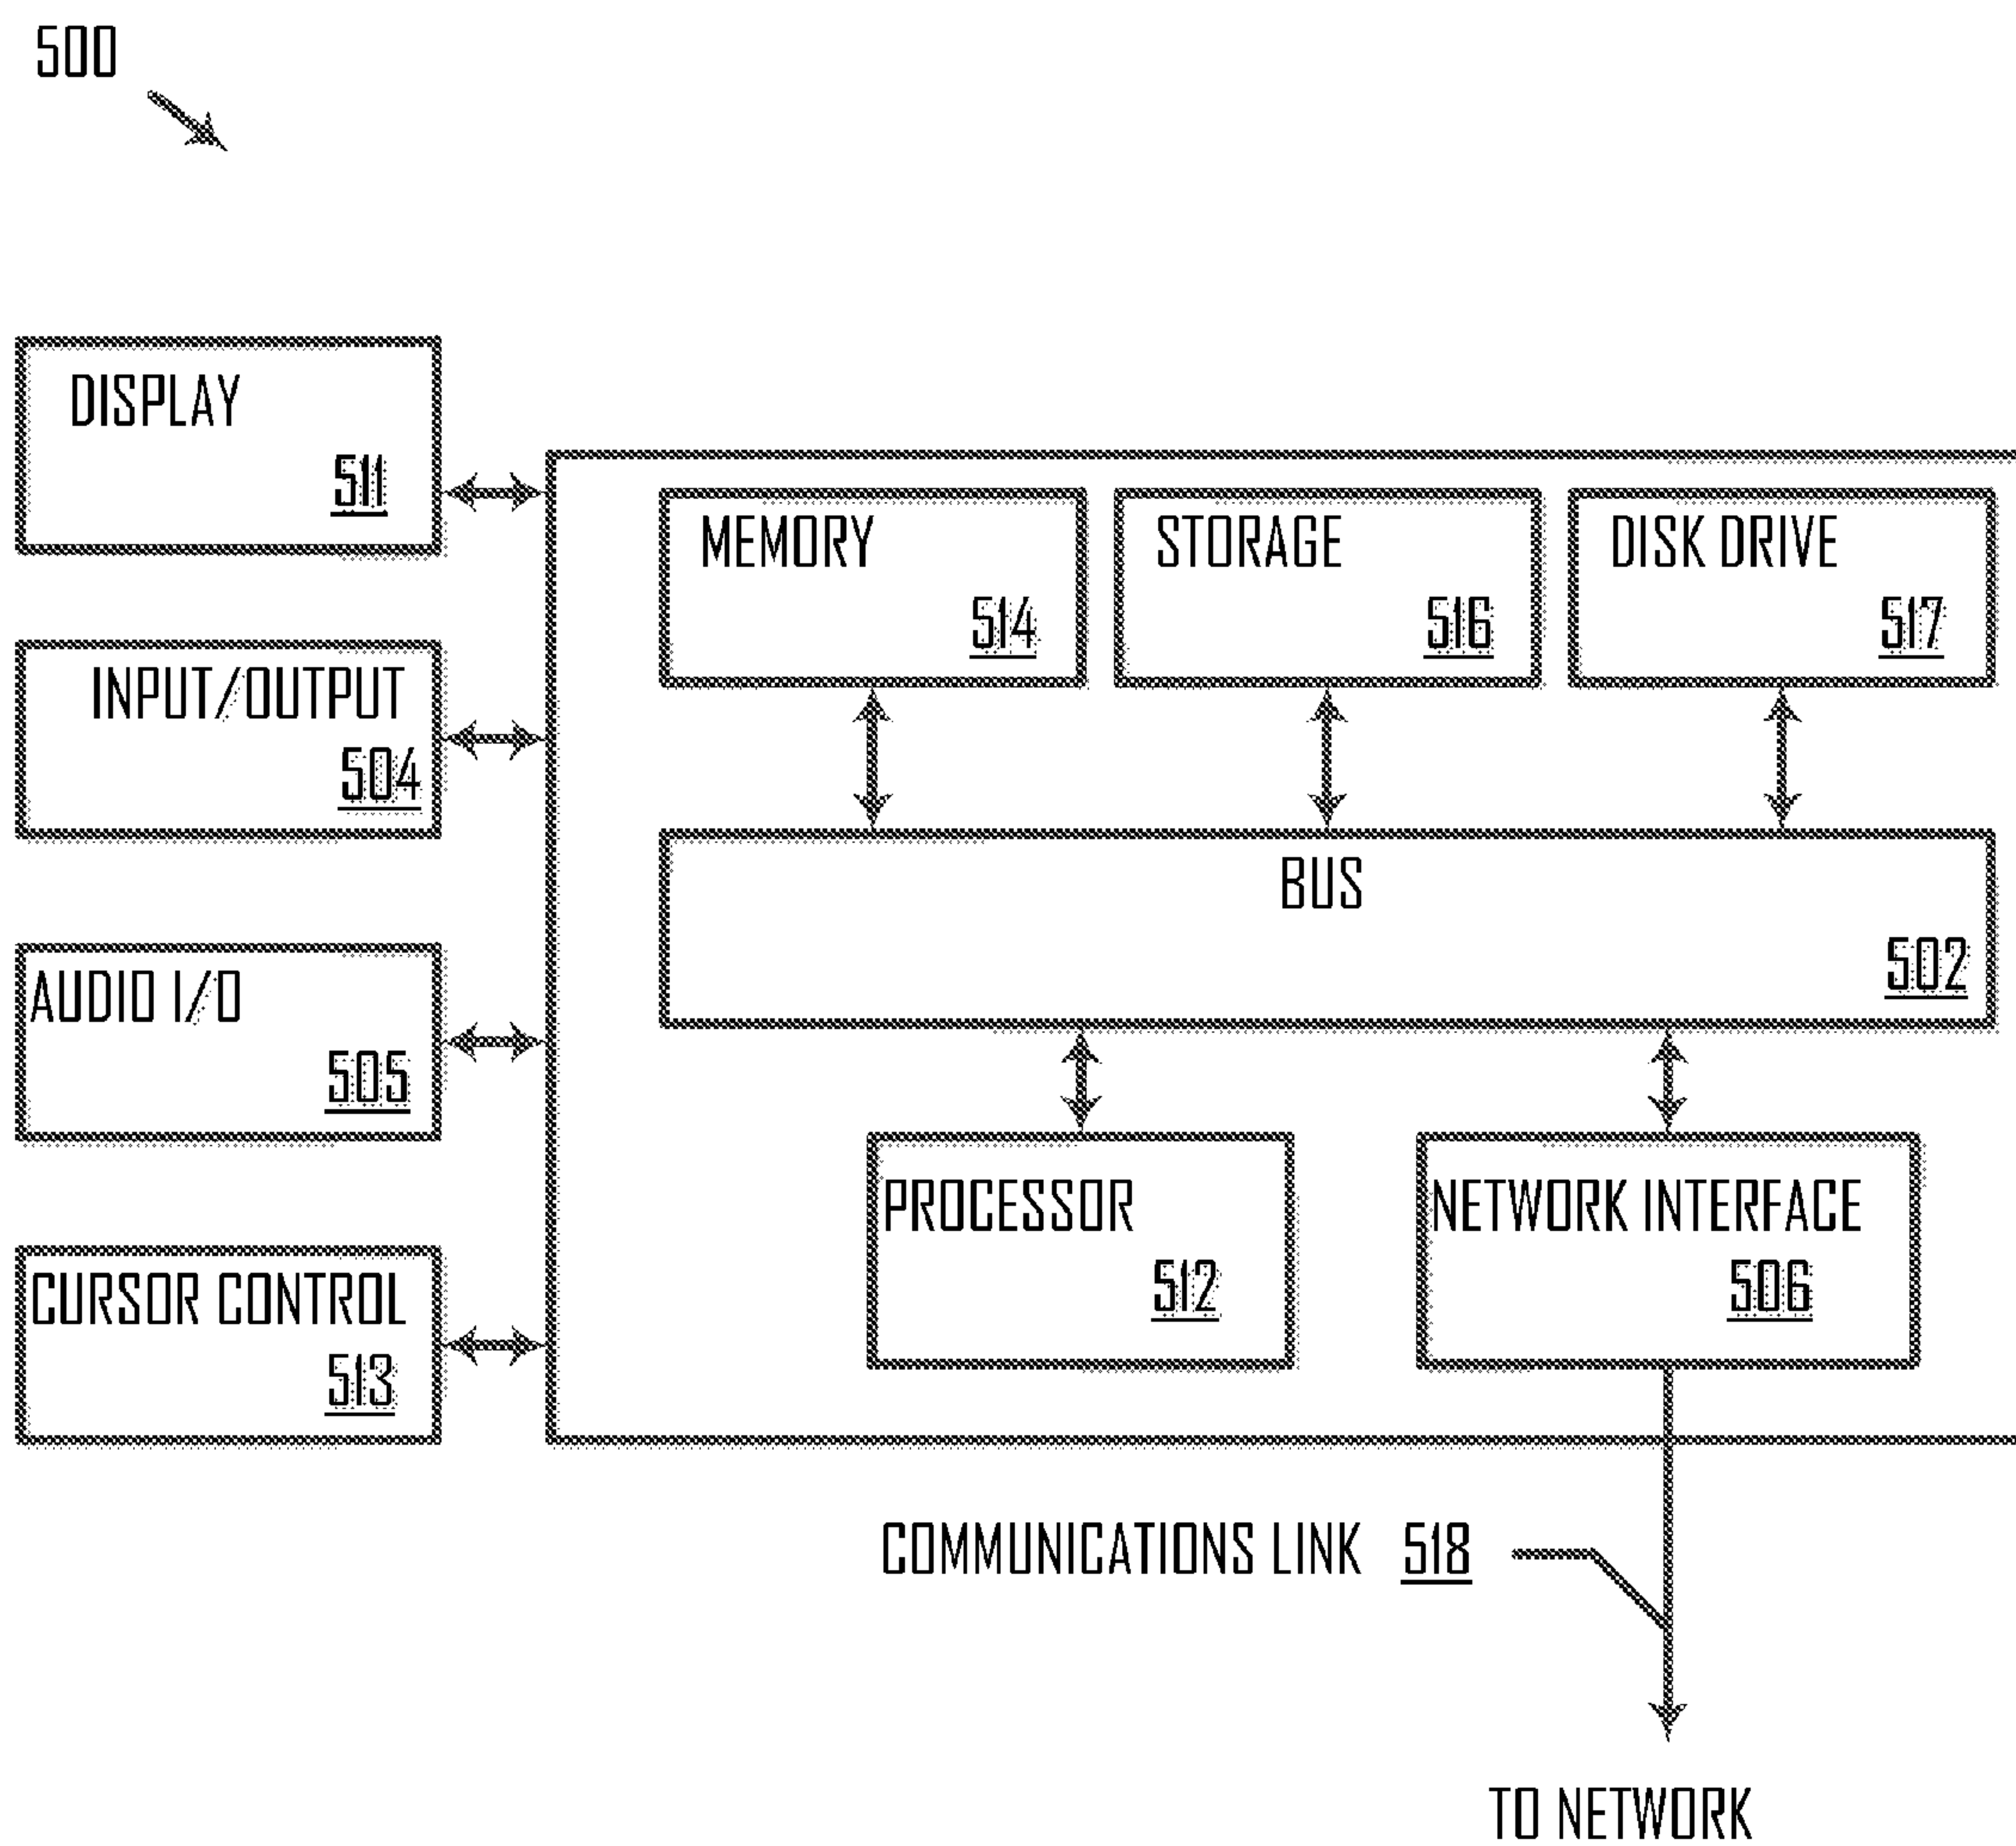 500
DISPLAY
511
INPUT/OUTPUT
504
AUDIO I/O
505
CURSOR CONTROL
513
MEMORY
514
STORAGE
516
DISK DRIVE
517
BUS
502
PROCESSOR
512
NETWORK INTERFACE
506
COMMUNICATIONS LINK 518
TO NETWORK